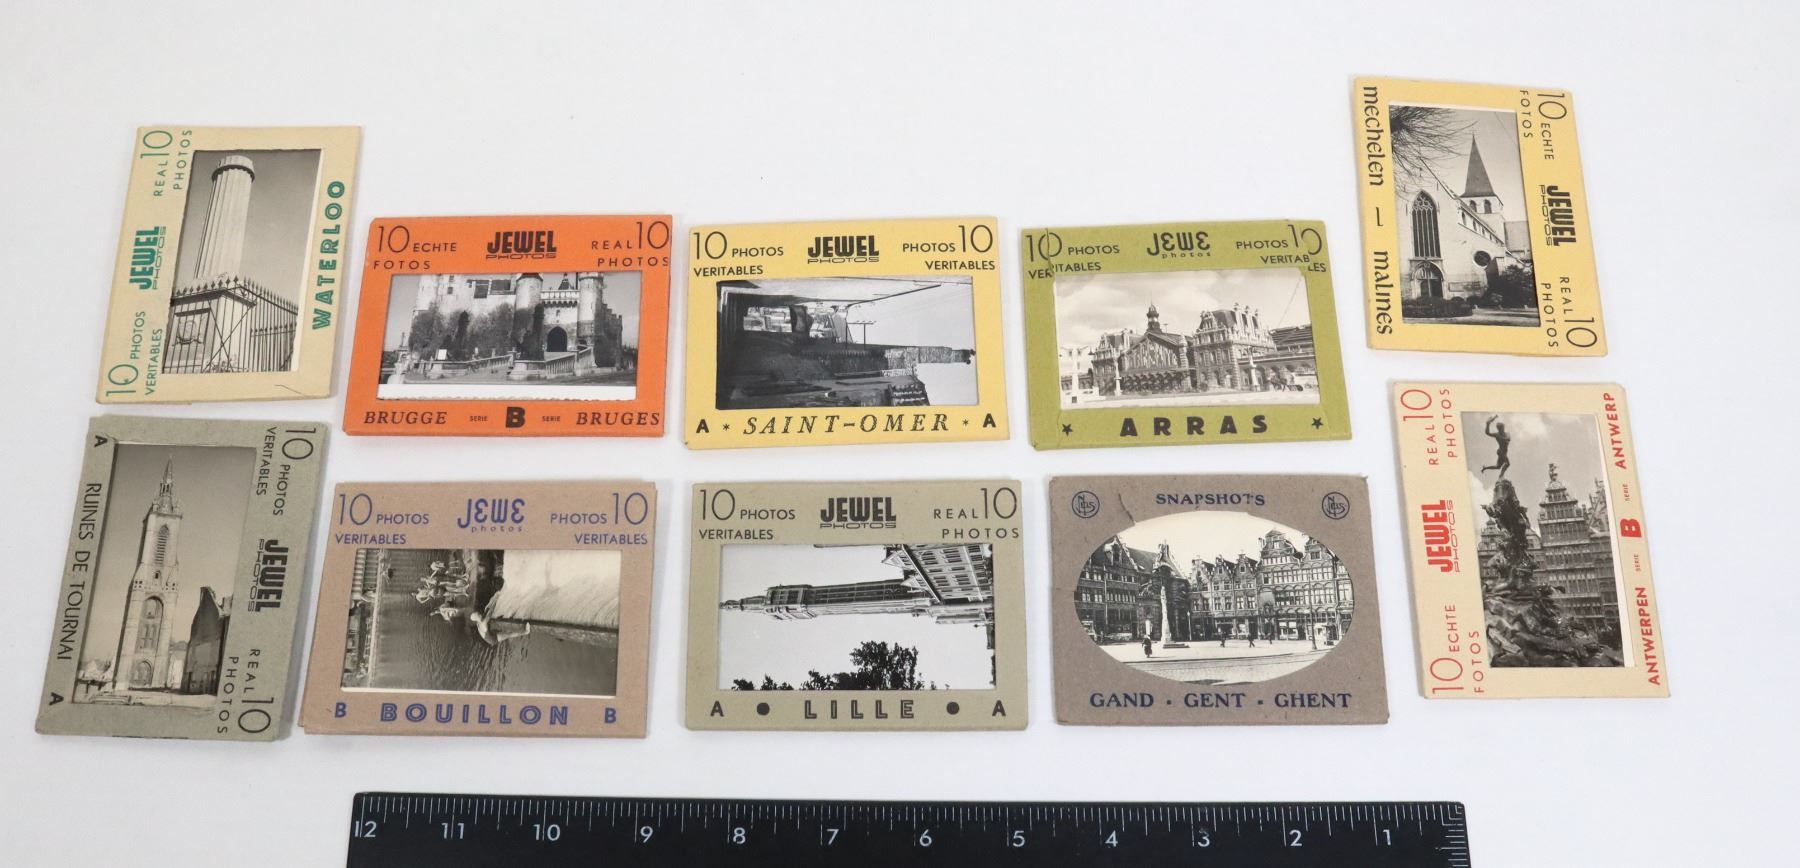 10 PHOTOS
VERITABLES
JEWEL
PHOTOS
REAL 10
PHOTOS
WATERLOO
10 ECHTE
FOTOS
JEWEL
PHOTOS
REAL 10
PHOTOS
BRUGGE SERIE B SERIE BRUGES
10 PHOTOS
VERITABLES
JEWEL
PHOTOS
PHOTOS 10
VERITABLES
A * SAINT-OMER * A
10 PHOTOS
VERITABLES
JEWE
photos
PHOTOS 10
VERITABLES
★ ARRAS ★
10 ECHTE
FOTOS
JEWEL
PHOTOS
REAL 10
PHOTOS
mechelen - malines
10 PHOTOS
VERITABLES
JEWEL
PHOTOS
REAL 10
PHOTOS
A RUINES DE TOURNAI A
10 PHOTOS
VERITABLES
JEWE
photos
PHOTOS 10
VERITABLES
B BOUILLON B
10 PHOTOS
VERITABLES
JEWEL
PHOTOS
REAL 10
PHOTOS
A ● LILLE ● A
SNAPSHOTS
GAND · GENT · GHENT
10 ECHTE
FOTOS
JEWEL
PHOTOS
REAL 10
PHOTOS
ANTWERPEN SERIE B SERIE ANTWERP
12 11 10 9 8 7 6 5 4 3 2 1